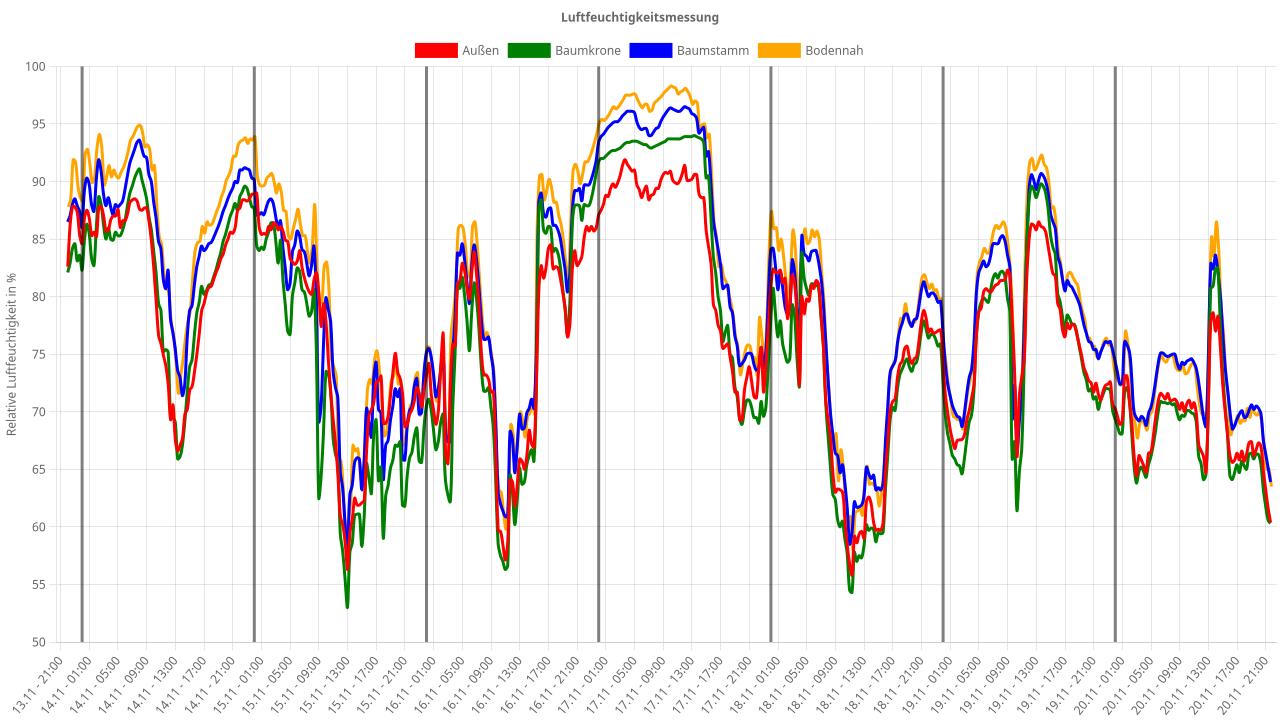 Luftfeuchtigkeitsmessung
Außen Baumkrone Baumstamm Bodennah
Relative Luftfeuchtigkeit in %
100
95
90
85
80
75
70
65
60
55
50
13.11 - 21:00
14.11 - 01:00
14.11 - 05:00
14.11 - 09:00
14.11 - 13:00
14.11 - 17:00
14.11 - 21:00
15.11 - 01:00
15.11 - 05:00
15.11 - 09:00
15.11 - 13:00
15.11 - 17:00
15.11 - 21:00
16.11 - 01:00
16.11 - 05:00
16.11 - 09:00
16.11 - 13:00
16.11 - 17:00
16.11 - 21:00
17.11 - 01:00
17.11 - 05:00
17.11 - 09:00
17.11 - 13:00
17.11 - 17:00
17.11 - 21:00
18.11 - 01:00
18.11 - 05:00
18.11 - 09:00
18.11 - 13:00
18.11 - 17:00
18.11 - 21:00
19.11 - 01:00
19.11 - 05:00
19.11 - 09:00
19.11 - 13:00
19.11 - 17:00
19.11 - 21:00
20.11 - 01:00
20.11 - 05:00
20.11 - 09:00
20.11 - 13:00
20.11 - 17:00
20.11 - 21:00